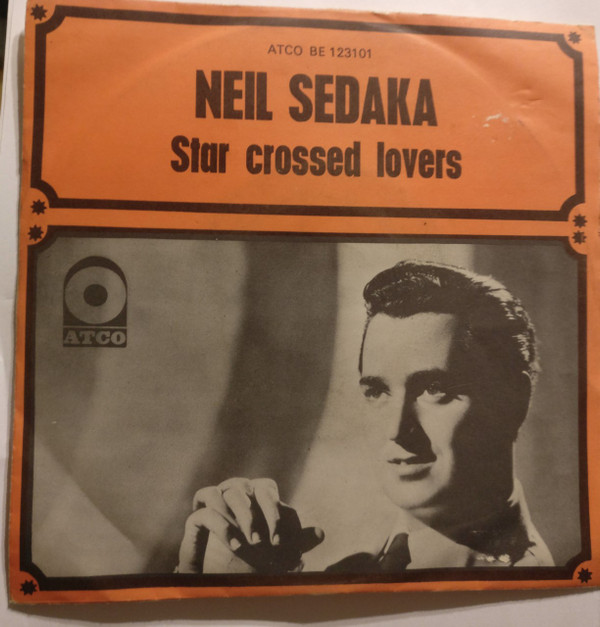 ATCO BE 123101
NEIL SEDAKA
Star crossed lovers
ATCO